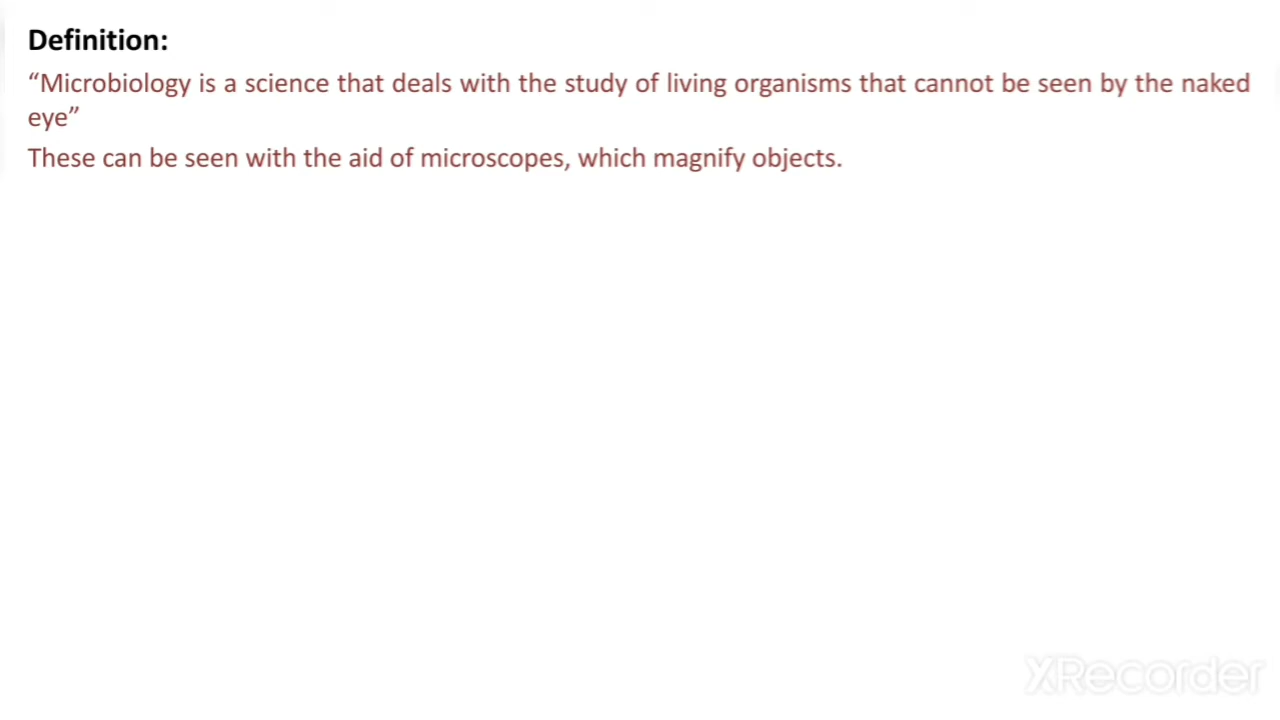 Definition:
“Microbiology is a science that deals with the study of living organisms that cannot be seen by the naked
eye”
These can be seen with the aid of microscopes, which magnify objects.
XRecorder